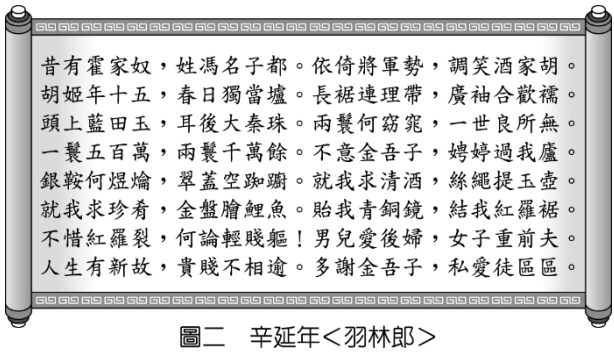 昔有霍家奴，姓馮名子都。依倚將軍勢，調笑酒家胡。
胡姬年十五，春日獨當壚。長裾連理帶，廣袖合歡襦。
頭上藍田玉，耳後大秦珠。兩鬟何窈窕，一世良所無。
一鬟五百萬，兩鬟千萬餘。不意金吾子，娉婷過我廬。
銀鞍何煜爚，翠蓋空踟躕。就我求清酒，絲繩提玉壺。
就我求珍肴，金盤膾鯉魚。貽我青銅鏡，結我紅羅裾。
不惜紅羅裂，何論輕賤軀！男兒愛後婦，女子重前夫。
人生有新故，貴賤不相逾。多謝金吾子，私愛徒區區。
圖二　辛延年＜羽林郎＞